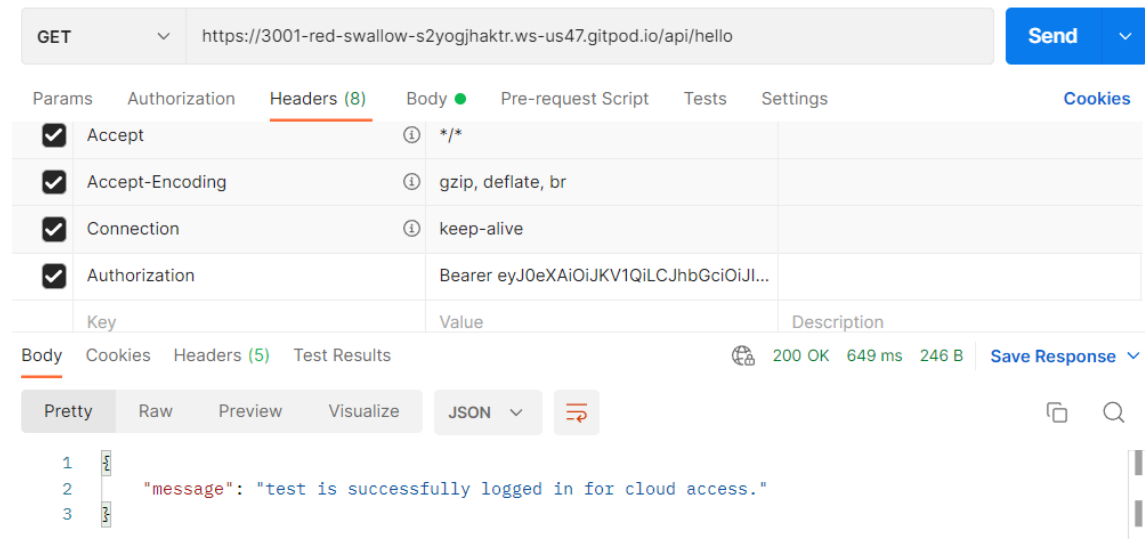 GET https://3001-red-swallow-s2yogjhaktr.ws-us47.gitpod.io/api/hello Send
Params Authorization Headers (8) Body Pre-request Script Tests Settings Cookies
Accept */*
Accept-Encoding gzip, deflate, br
Connection keep-alive
Authorization Bearer eyJ0eXAiOiJKV1QiLCJhbGciOiJI...
Key Value Description
Body Cookies Headers (5) Test Results 200 OK 649 ms 246 B Save Response
Pretty Raw Preview Visualize JSON
1 {
2 "message": "test is successfully logged in for cloud access."
3 }